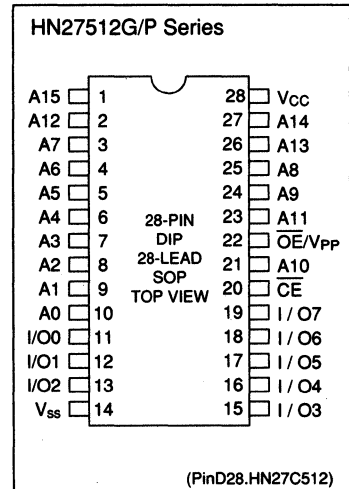 HN27512G/P Series
A15 1 28 Vcc
A12 2 27 A14
A7 3 26 A13
A6 4 25 A8
A5 5 24 A9
A4 6 23 A11
28-PIN
A3 7 22 OE/VPP
DIP
A2 8 21 A10
28-LEAD
A1 9 20 CE
SOP
TOP VIEW
A0 10 19 I / O7
I/O0 11 18 I / O6
I/O1 12 17 I / O5
I/O2 13 16 I / O4
Vss 14 15 I / O3
(PinD28.HN27C512)